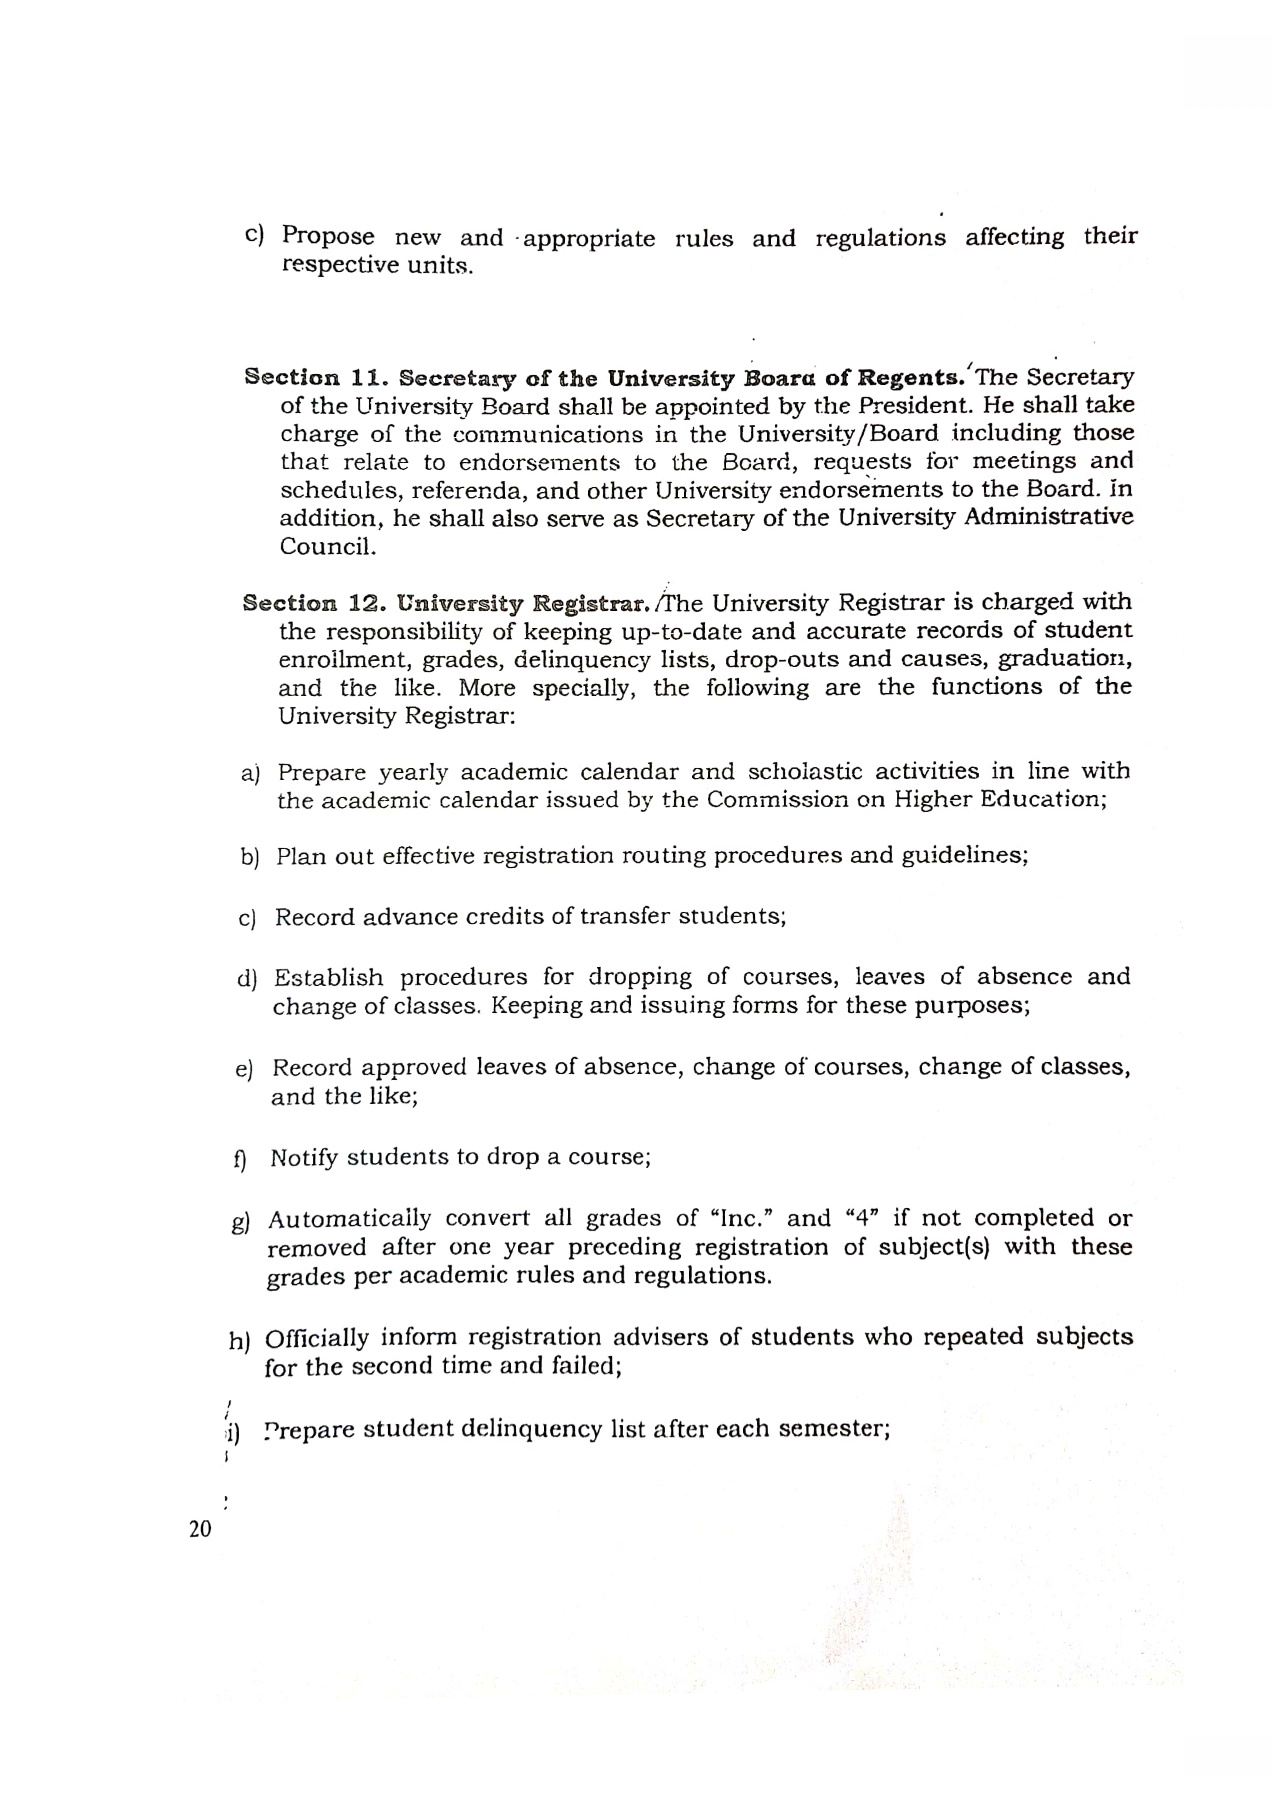 c) Propose new and appropriate rules and regulations affecting their
respective units.
Section 11. Secretary of the University Board of Regents. The Secretary
of the University Board shall be appointed by the President. He shall take
charge of the communications in the University/Board including those
that relate to endorsements to the Board, requests for meetings and
schedules, referenda, and other University endorsements to the Board. In
addition, he shall also serve as Secretary of the University Administrative
Council.
Section 12. University Registrar. The University Registrar is charged with
the responsibility of keeping up-to-date and accurate records of student
enrollment, grades, delinquency lists, drop-outs and causes, graduation,
and the like. More specially, the following are the functions of the
University Registrar:
a) Prepare yearly academic calendar and scholastic activities in line with
the academic calendar issued by the Commission on Higher Education;
b) Plan out effective registration routing procedures and guidelines;
c) Record advance credits of transfer students;
d) Establish procedures for dropping of courses, leaves of absence and
change of classes. Keeping and issuing forms for these purposes;
e) Record approved leaves of absence, change of courses, change of classes,
and the like;
f) Notify students to drop a course;
g) Automatically convert all grades of “Inc.” and “4” if not completed or
removed after one year preceding registration of subject(s) with these
grades per academic rules and regulations.
h) Officially inform registration advisers of students who repeated subjects
for the second time and failed;
i) Prepare student delinquency list after each semester;
20